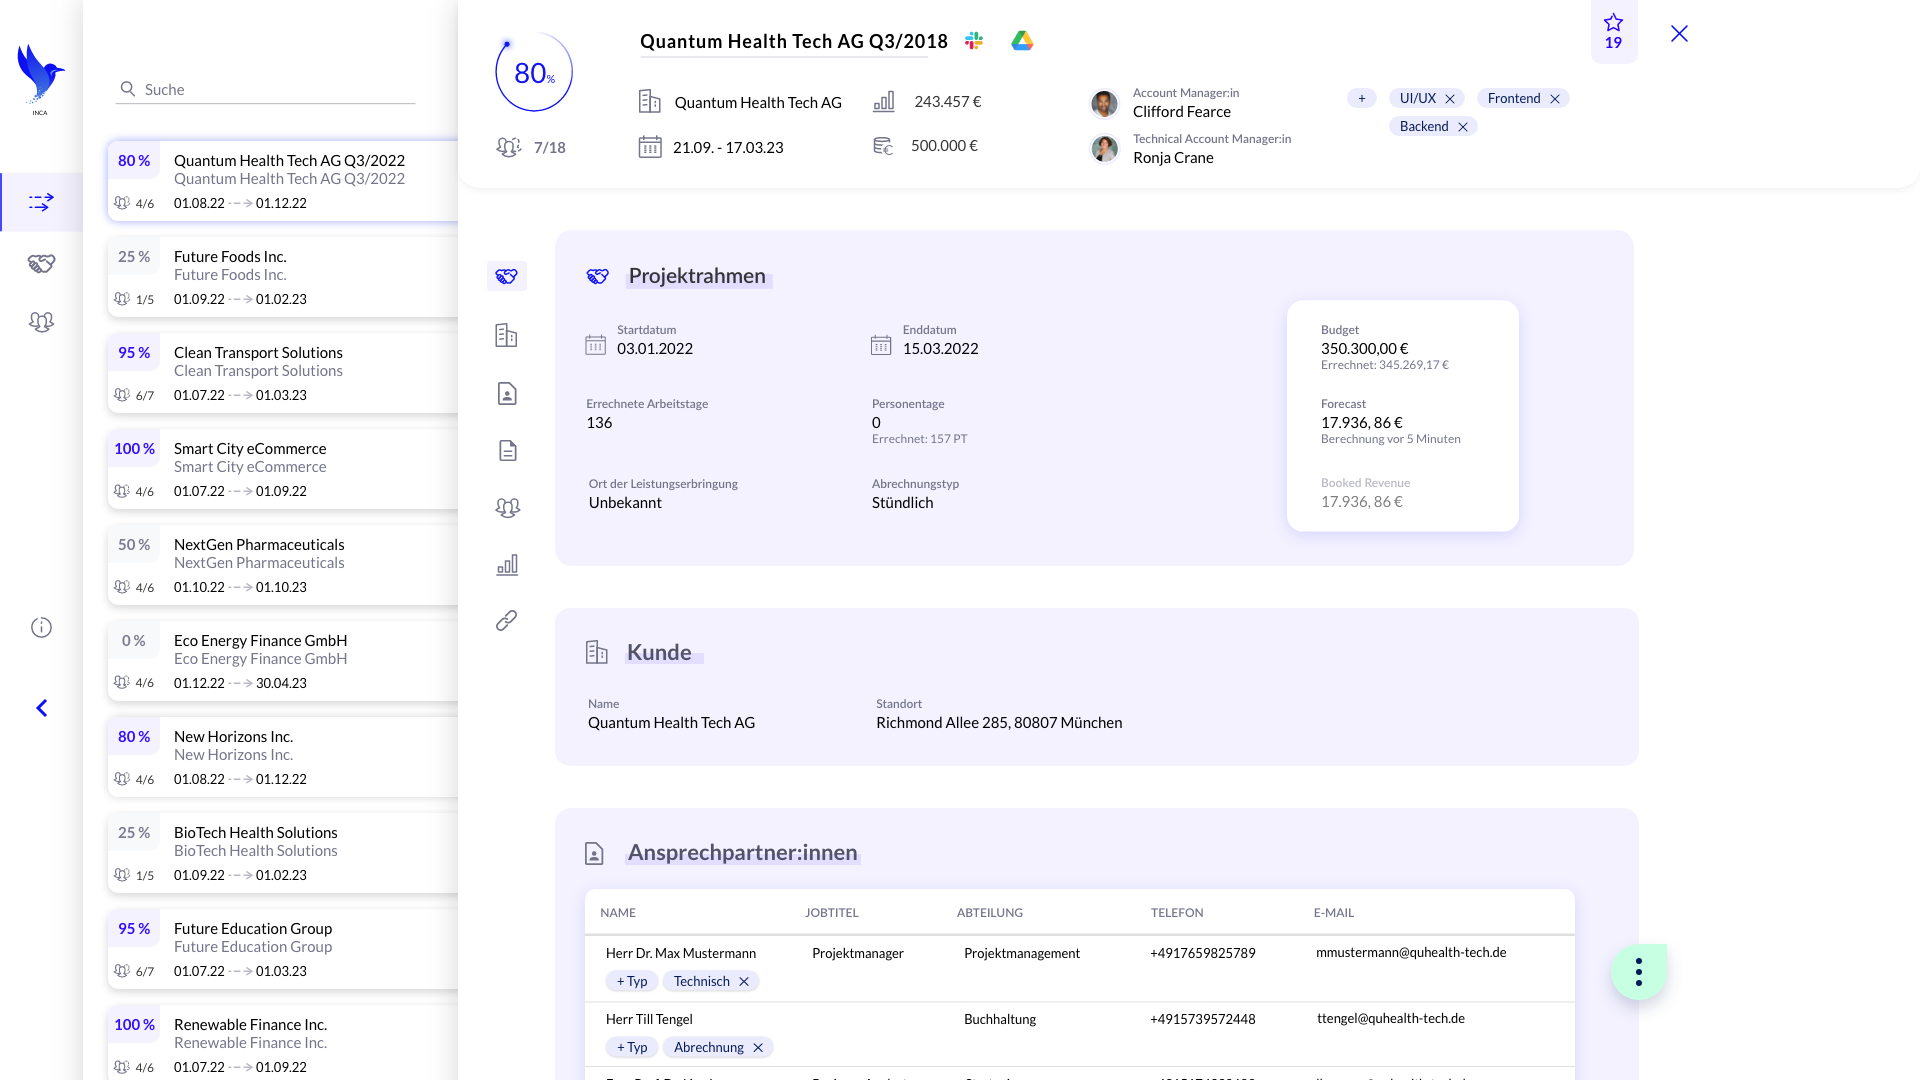 INCA
Suche
80 %
Quantum Health Tech AG Q3/2022
Quantum Health Tech AG Q3/2022
4/6
01.08.22 01.12.22
25 %
Future Foods Inc.
Future Foods Inc.
1/5
01.09.22 01.02.23
95 %
Clean Transport Solutions
Clean Transport Solutions
6/7
01.07.22 01.03.23
100 %
Smart City eCommerce
Smart City eCommerce
4/6
01.07.22 01.09.22
50 %
NextGen Pharmaceuticals
NextGen Pharmaceuticals
4/6
01.10.22 01.10.23
0 %
Eco Energy Finance GmbH
Eco Energy Finance GmbH
4/6
01.12.22 30.04.23
80 %
New Horizons Inc.
New Horizons Inc.
4/6
01.08.22 01.12.22
25 %
BioTech Health Solutions
BioTech Health Solutions
1/5
01.09.22 01.02.23
95 %
Future Education Group
Future Education Group
6/7
01.07.22 01.03.23
100 %
Renewable Finance Inc.
Renewable Finance Inc.
4/6
01.07.22 01.09.22
80%
7/18
Quantum Health Tech AG Q3/2018
Quantum Health Tech AG
21.09. - 17.03.23
243.457 €
500.000 €
Account Manager:in
Clifford Fearce
Technical Account Manager:in
Ronja Crane
+ UI/UX Frontend
Backend
19
Projektrahmen
Startdatum
03.01.2022
Enddatum
15.03.2022
Errechnete Arbeitstage
136
Personentage
0
Errechnet: 157 PT
Ort der Leistungserbringung
Unbekannt
Abrechnungstyp
Stündlich
Budget
350.300,00 €
Errechnet: 345.269,17 €
Forecast
17.936, 86 €
Berechnung vor 5 Minuten
Booked Revenue
17.936, 86 €
Kunde
Name
Quantum Health Tech AG
Standort
Richmond Allee 285, 80807 München
Ansprechpartner:innen
NAME JOBTITEL ABTEILUNG TELEFON E-MAIL
Herr Dr. Max Mustermann Projektmanager Projektmanagement +4917659825789 mmustermann@quhealth-tech.de
+ Typ Technisch
Herr Till Tengel Buchhaltung +4915739572448 ttengel@quhealth-tech.de
+ Typ Abrechnung